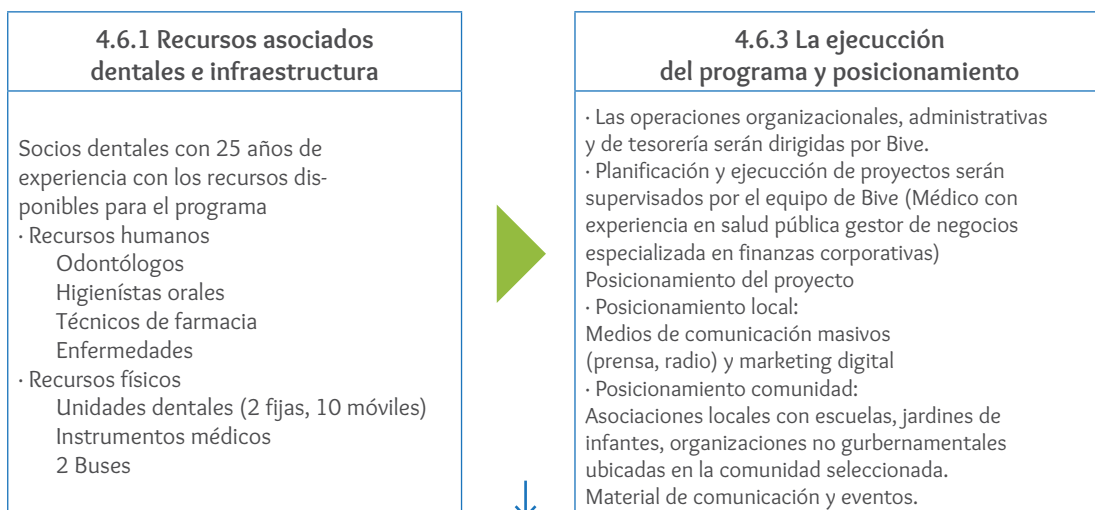 4.6.1 Recursos asociados
dentales e infraestructura
Socios dentales con 25 años de
experiencia con los recursos dis-
ponibles para el programa
· Recursos humanos
Odontólogos
Higienístas orales
Técnicos de farmacia
Enfermedades
· Recursos físicos
Unidades dentales (2 fijas, 10 móviles)
Instrumentos médicos
2 Buses
4.6.3 La ejecucción
del programa y posicionamiento
· Las operaciones organizacionales, administrativas
y de tesorería serán dirigidas por Bive.
· Planificación y ejecución de proyectos serán
supervisados por el equipo de Bive (Médico con
experiencia en salud pública gestor de negocios
especializada en finanzas corporativas)
Posicionamiento del proyecto
· Posicionamiento local:
Medios de comunicación masivos
(prensa, radio) y marketing digital
· Posicionamiento comunidad:
Asociaciones locales con escuelas, jardines de
infantes, organizaciones no gurbernamentales
ubicadas en la comunidad seleccionada.
Material de comunicación y eventos.